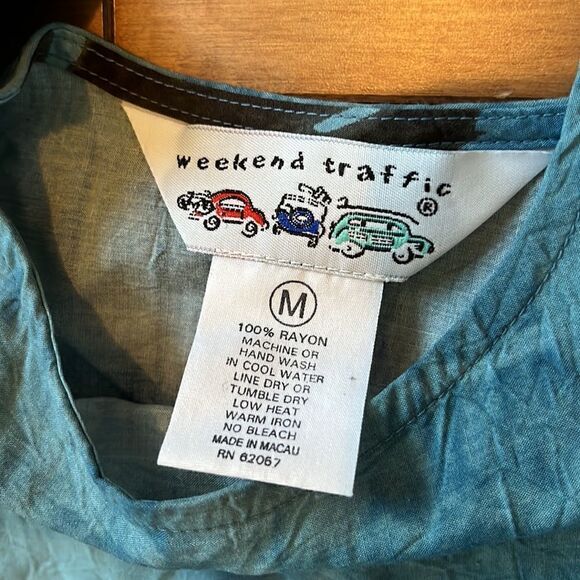 weekend traffic
®
M
100% RAYON
MACHINE OR
HAND WASH
IN COOL WATER
LINE DRY OR
TUMBLE DRY
LOW HEAT
WARM IRON
NO BLEACH
MADE IN MACAU
RN 62067